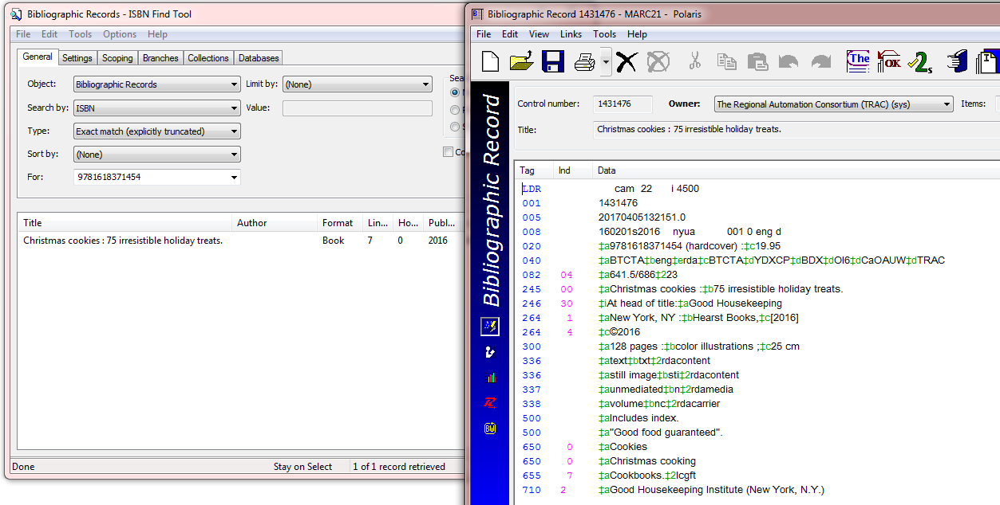 Bibliographic Records - ISBN Find Tool
File Edit Tools Options Help
General Settings Scoping Branches Collections Databases
Object: Bibliographic Records Limit by: (None)
Search by: ISBN Value:
Type: Exact match (explicitly truncated)
Sort by: (None)
For: 9781618371454
Title Author Format Lin... Ho... Publ...
Christmas cookies : 75 irresistible holiday treats. Book 7 0 2016
Done Stay on Select 1 of 1 record retrieved
Bibliographic Record 1431476 - MARC21 - Polaris
File Edit View Links Tools Help
The OK 2s
Bibliographic Record
Control number: 1431476 Owner: The Regional Automation Consortium (TRAC) (sys) Items:
Title: Christmas cookies : 75 irresistible holiday treats.
Tag Ind Data
LDR cam 22 i 4500
001 1431476
005 20170405132151.0
008 160201s2016 nyua 001 0 eng d
020 ‡a9781618371454 (hardcover) :‡c19.95
040 ‡aBTCTA‡beng‡erda‡cBTCTA‡dYDXCP‡dBDX‡dOI6‡dCaOAUW‡dTRAC
082 04 ‡a641.5/686‡223
245 00 ‡aChristmas cookies :‡b75 irresistible holiday treats.
246 30 ‡iAt head of title:‡aGood Housekeeping
264 1 ‡aNew York, NY :‡bHearst Books,‡c[2016]
264 4 ‡c©2016
300 ‡a128 pages :‡bcolor illustrations ;‡c25 cm
336 ‡atext‡btxt‡2rdacontent
336 ‡astill image‡bsti‡2rdacontent
337 ‡aunmediated‡bn‡2rdamedia
338 ‡avolume‡bnc‡2rdacarrier
500 ‡aIncludes index.
500 ‡a"Good food guaranteed".
650 0 ‡aCookies
650 0 ‡aChristmas cooking
655 7 ‡aCookbooks.‡2lcgft
710 2 ‡aGood Housekeeping Institute (New York, N.Y.)